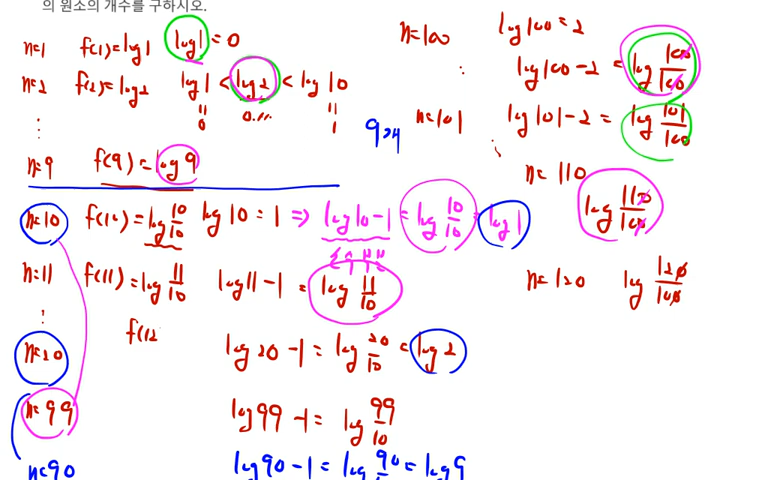 의 원소의 개수를 구하시오.
n=1 f(1)=log1 log1 = 0
n=2 f(2)=log2 log1 < log2 < log10
0 0.... 1
⋮
n=9 f(9)=log9
n=10 f(10)=log 10/10 log10=1 ⇒ log10-1 = log 10/10 = log1
n=11 f(11)=log 11/10 log11-1 = log 11/10
⋮ f(12
n=20 log20-1 = log 20/10 = log2
n=99 log99-1 = log 99/10
n=90 log90-1 = log 90/ = log9
n=100 log100=2
⋮ log100-2 = log 100/100
n=101 log101-2 = log 101/100
⋮
n=110 log 110/100
n=120 log 120/100